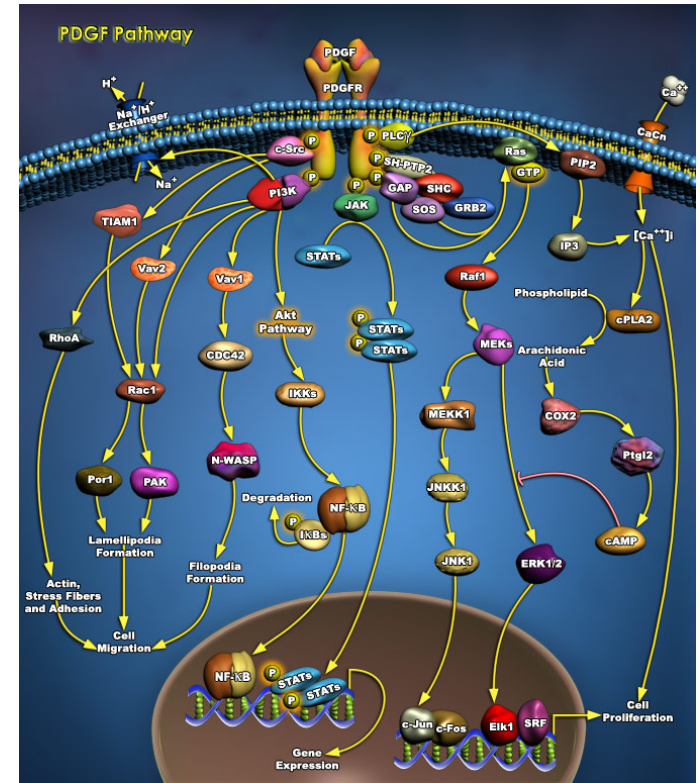 PDGF Pathway
PDGF
PDGFR
H+
Na+/H+
Exchanger
Na+
Ca++
CaCn
c-Src
P
P
P
PLCγ
P
P
SH-PTP2
Ras
GTP
PIP2
PI3K
GAP
SHC
JAK
SOS
GRB2
TIAM1
STATs
IP3
[Ca++]i
Vav2
Vav1
Raf1
Phospholipid
Akt
Pathway
P
STATs
P
STATs
cPLA2
RhoA
CDC42
MEKs
Arachidonic
Acid
Rac1
IKKs
MEKK1
COX2
N-WASP
Ptgl2
Por1
PAK
JNKK1
Degradation
NF-κB
P
IκBs
Lamellipodia
Formation
cAMP
Filopodia
Formation
JNK1
ERK1/2
Actin,
Stress Fibers
and Adhesion
Cell
Migration
NF-κB
P
STATs
P
STATs
c-Jun
c-Fos
Elk1
SRF
Cell
Proliferation
Gene
Expression